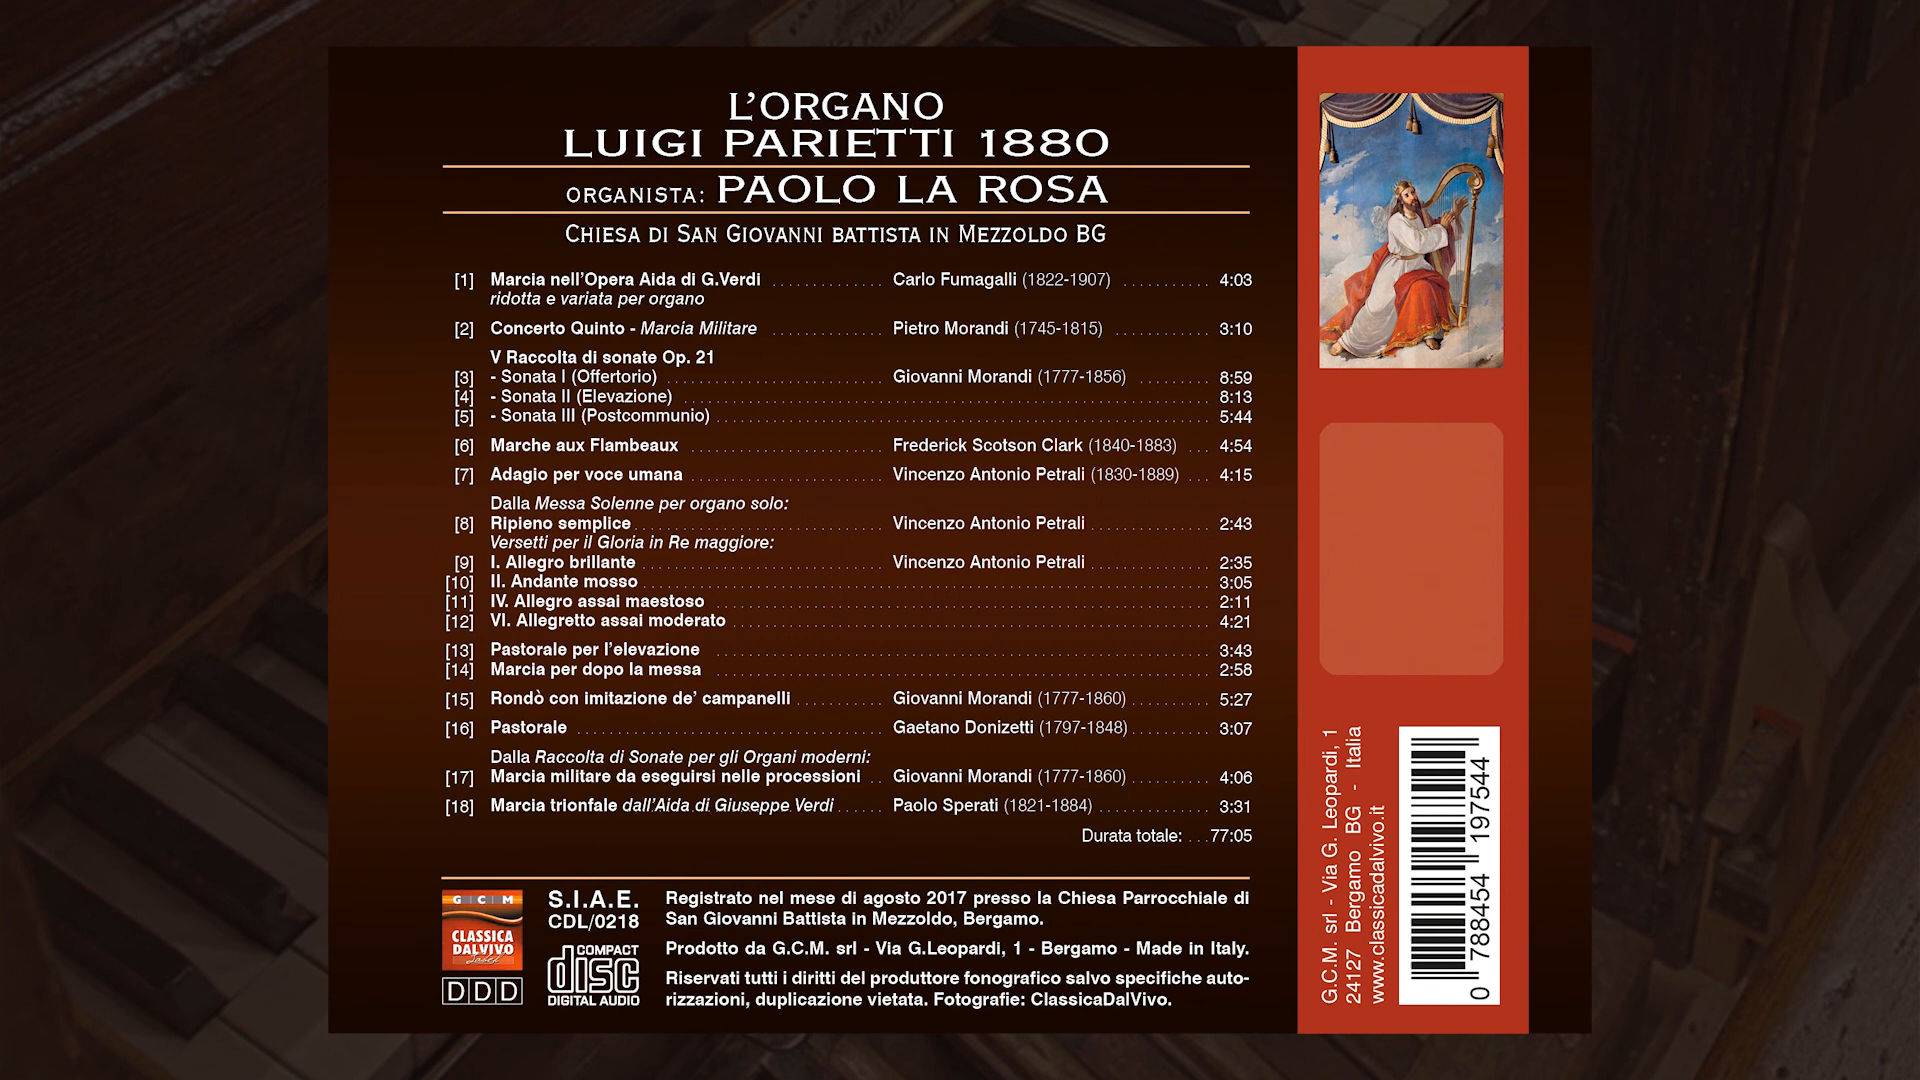 L'ORGANO
LUIGI PARIETTI 1880
ORGANISTA: PAOLO LA ROSA
CHIESA DI SAN GIOVANNI BATTISTA IN MEZZOLDO BG
[1] Marcia nell'Opera Aida di G.Verdi Carlo Fumagalli (1822-1907) 4:03
ridotta e variata per organo
[2] Concerto Quinto - Marcia Militare Pietro Morandi (1745-1815) 3:10
V Raccolta di sonate Op. 21
[3] - Sonata I (Offertorio) Giovanni Morandi (1777-1856) 8:59
[4] - Sonata II (Elevazione) 8:13
[5] - Sonata III (Postcommunio) 5:44
[6] Marche aux Flambeaux Frederick Scotson Clark (1840-1883) 4:54
[7] Adagio per voce umana Vincenzo Antonio Petrali (1830-1889) 4:15
Dalla Messa Solenne per organo solo:
[8] Ripieno semplice Vincenzo Antonio Petrali 2:43
Versetti per il Gloria in Re maggiore:
[9] I. Allegro brillante Vincenzo Antonio Petrali 2:35
[10] II. Andante mosso 3:05
[11] IV. Allegro assai maestoso 2:11
[12] VI. Allegretto assai moderato 4:21
[13] Pastorale per l'elevazione 3:43
[14] Marcia per dopo la messa 2:58
[15] Rondò con imitazione de' campanelli Giovanni Morandi (1777-1860) 5:27
[16] Pastorale Gaetano Donizetti (1797-1848) 3:07
Dalla Raccolta di Sonate per gli Organi moderni:
[17] Marcia militare da eseguirsi nelle processioni Giovanni Morandi (1777-1860) 4:06
[18] Marcia trionfale dall'Aida di Giuseppe Verdi Paolo Sperati (1821-1884) 3:31
Durata totale: 77:05
G C M
CLASSICA
DALVIVO
Label
DDD
S.I.A.E.
CDL/0218
COMPACT
disc
DIGITAL AUDIO
Registrato nel mese di agosto 2017 presso la Chiesa Parrocchiale di
San Giovanni Battista in Mezzoldo, Bergamo.
Prodotto da G.C.M. srl - Via G.Leopardi, 1 - Bergamo - Made in Italy.
Riservati tutti i diritti del produttore fonografico salvo specifiche auto-
rizzazioni, duplicazione vietata. Fotografie: ClassicaDalVivo.
G.C.M. srl - Via G. Leopardi, 1
24127 Bergamo BG - Italia
www.classicadalvivo.it
0 788454 197544